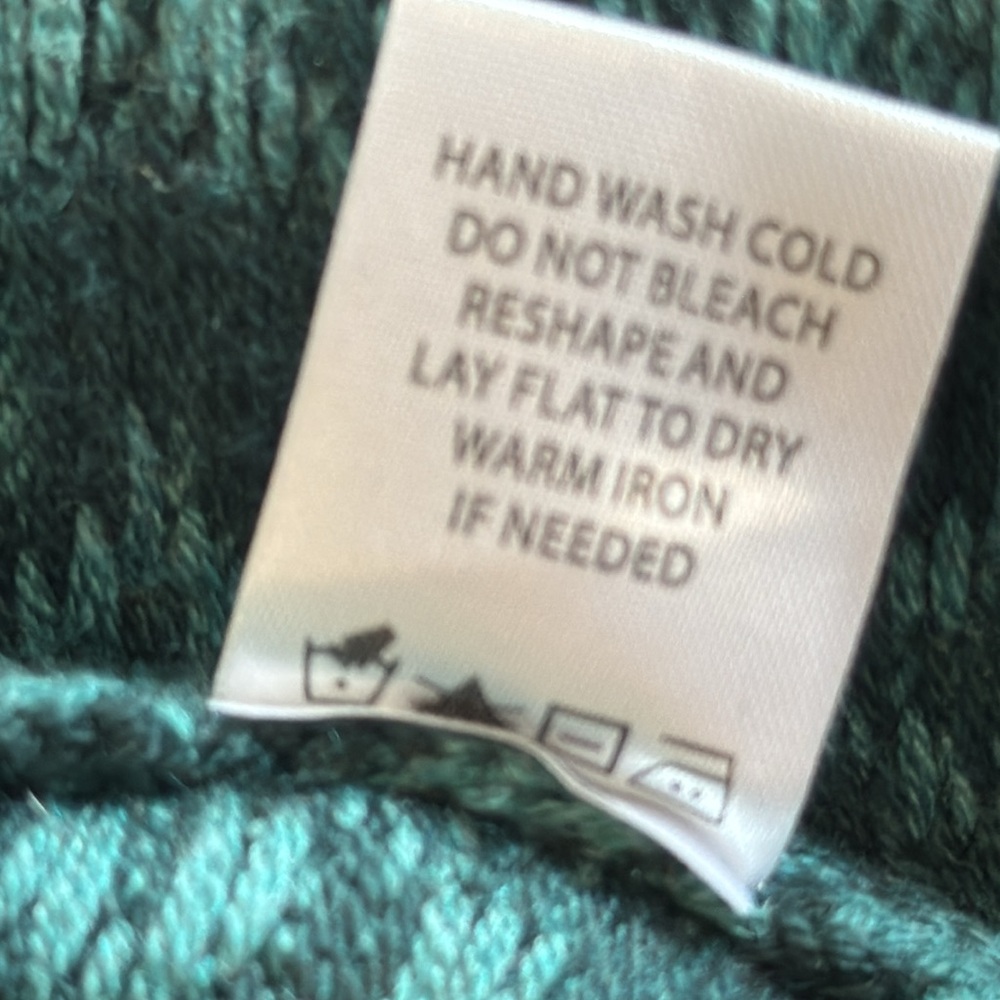 HAND WASH COLD
DO NOT BLEACH
RESHAPE AND
LAY FLAT TO DRY
WARM IRON
IF NEEDED